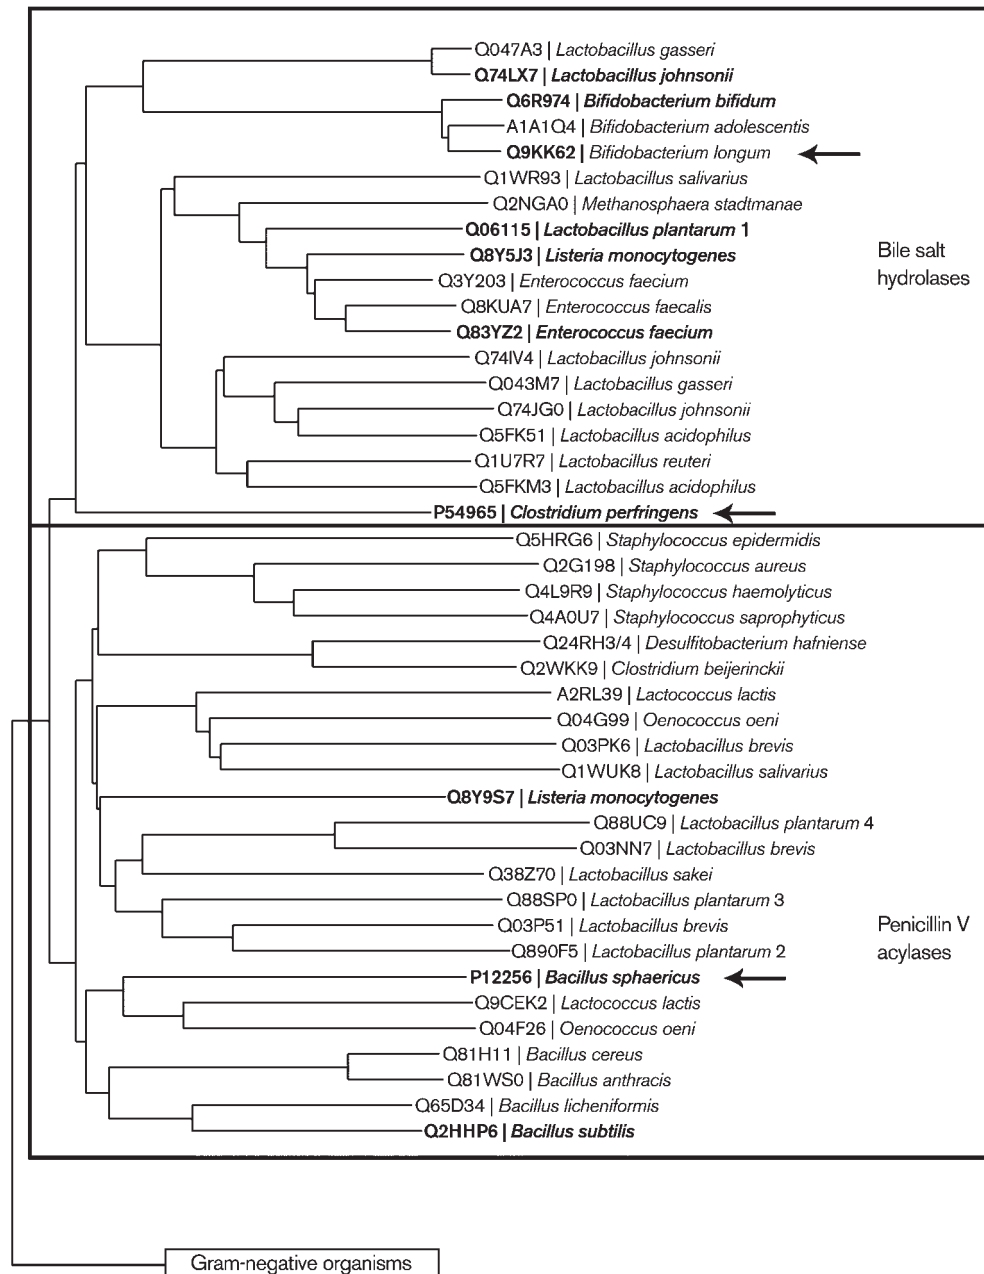 Q047A3 | Lactobacillus gasseri
Q74LX7 | Lactobacillus johnsonii
Q6R974 | Bifidobacterium bifidum
A1A1Q4 | Bifidobacterium adolescentis
Q9KK62 | Bifidobacterium longum
Q1WR93 | Lactobacillus salivarius
Q2NGA0 | Methanosphaera stadtmanae
Q06115 | Lactobacillus plantarum 1
Q8Y5J3 | Listeria monocytogenes
Q3Y203 | Enterococcus faecium
Q8KUA7 | Enterococcus faecalis
Q83YZ2 | Enterococcus faecium
Q74IV4 | Lactobacillus johnsonii
Q043M7 | Lactobacillus gasseri
Q74JG0 | Lactobacillus johnsonii
Q5FK51 | Lactobacillus acidophilus
Q1U7R7 | Lactobacillus reuteri
Q5FKM3 | Lactobacillus acidophilus
P54965 | Clostridium perfringens
Bile salt
hydrolases
Q5HRG6 | Staphylococcus epidermidis
Q2G198 | Staphylococcus aureus
Q4L9R9 | Staphylococcus haemolyticus
Q4A0U7 | Staphylococcus saprophyticus
Q24RH3/4 | Desulfitobacterium hafniense
Q2WKK9 | Clostridium beijerinckii
A2RL39 | Lactococcus lactis
Q04G99 | Oenococcus oeni
Q03PK6 | Lactobacillus brevis
Q1WUK8 | Lactobacillus salivarius
Q8Y9S7 | Listeria monocytogenes
Q88UC9 | Lactobacillus plantarum 4
Q03NN7 | Lactobacillus brevis
Q38Z70 | Lactobacillus sakei
Q88SP0 | Lactobacillus plantarum 3
Q03P51 | Lactobacillus brevis
Q890F5 | Lactobacillus plantarum 2
P12256 | Bacillus sphaericus
Q9CEK2 | Lactococcus lactis
Q04F26 | Oenococcus oeni
Q81H11 | Bacillus cereus
Q81WS0 | Bacillus anthracis
Q65D34 | Bacillus licheniformis
Q2HHP6 | Bacillus subtilis
Penicillin V
acylases
Gram-negative organisms